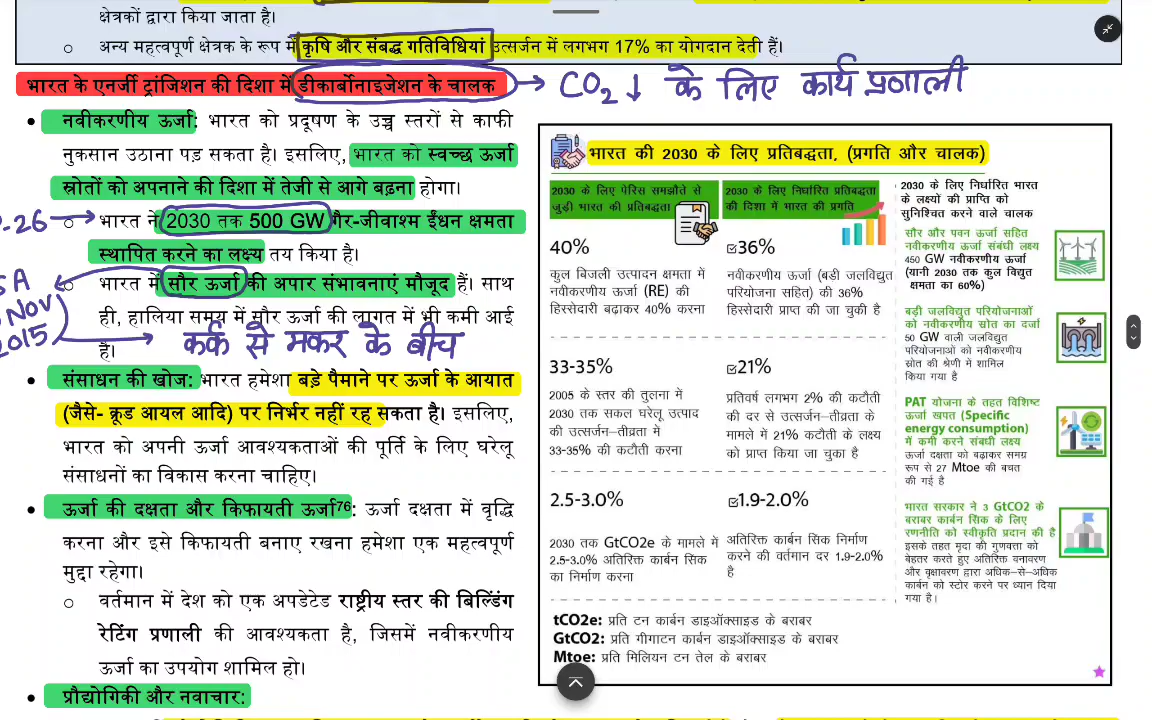 क्षेत्रकों द्वारा किया जाता है।
○ अन्य महत्वपूर्ण क्षेत्रक के रूप में कृषि और संबद्ध गतिविधियां उत्सर्जन में लगभग 17% का योगदान देती हैं।
भारत के एनर्जी ट्रांजिशन की दिशा में डीकार्बोनाइजेशन के चालक → CO2 ↓ के लिए कार्य प्रणाली
• नवीकरणीय ऊर्जा: भारत को प्रदूषण के उच्च स्तरों से काफी
नुकसान उठाना पड़ सकता है। इसलिए, भारत को स्वच्छ ऊर्जा
स्रोतों को अपनाने की दिशा में तेजी से आगे बढ़ना होगा।
-26 →
○ भारत ने 2030 तक 500 GW गैर-जीवाश्म ईंधन क्षमता
स्थापित करने का लक्ष्य तय किया है।
○ भारत में सौर ऊर्जा की अपार संभावनाएं मौजूद हैं। साथ
ही, हालिया समय में सौर ऊर्जा की लागत में भी कमी आई
है।
SA
Nov
2015
कर्क से मकर के बीच
• संसाधन की खोज: भारत हमेशा बड़े पैमाने पर ऊर्जा के आयात
(जैसे- क्रूड आयल आदि) पर निर्भर नहीं रह सकता है। इसलिए,
भारत को अपनी ऊर्जा आवश्यकताओं की पूर्ति के लिए घरेलू
संसाधनों का विकास करना चाहिए।
• ऊर्जा की दक्षता और किफायती ऊर्जा76: ऊर्जा दक्षता में वृद्धि
करना और इसे किफायती बनाए रखना हमेशा एक महत्वपूर्ण
मुद्दा रहेगा।
○ वर्तमान में देश को एक अपडेटेड राष्ट्रीय स्तर की बिल्डिंग
रेटिंग प्रणाली की आवश्यकता है, जिसमें नवीकरणीय
ऊर्जा का उपयोग शामिल हो।
• प्रौद्योगिकी और नवाचार:
भारत की 2030 के लिए प्रतिबद्धता, (प्रगति और चालक)
2030 के लिए पेरिस समझौते से
जुड़ी भारत की प्रतिबद्धता
40%
कुल बिजली उत्पादन क्षमता में
नवीकरणीय ऊर्जा (RE) की
हिस्सेदारी बढ़ाकर 40% करना
33-35%
2005 के स्तर की तुलना में
2030 तक सकल घरेलू उत्पाद
की उत्सर्जन–तीव्रता में
33-35% की कटौती करना
2.5-3.0%
2030 तक GtCO2e के मामले में
2.5-3.0% अतिरिक्त कार्बन सिंक
का निर्माण करना
2030 के लिए निर्धारित प्रतिबद्धता
की दिशा में भारत की प्रगति
☑36%
नवीकरणीय ऊर्जा (बड़ी जलविद्युत
परियोजना सहित) की 36%
हिस्सेदारी प्राप्त की जा चुकी है
☑21%
प्रतिवर्ष लगभग 2% की कटौती
की दर से उत्सर्जन–तीव्रता के
मामले में 21% कटौती के लक्ष्य
को प्राप्त किया जा चुका है
☑1.9-2.0%
अतिरिक्त कार्बन सिंक निर्माण
करने की वर्तमान दर 1.9-2.0%
है
2030 के लिए निर्धारित भारत
के लक्ष्यों की प्राप्ति को
सुनिश्चित करने वाले चालक
सौर और पवन ऊर्जा सहित
नवीकरणीय ऊर्जा संबंधी लक्ष्य
450 GW नवीकरणीय ऊर्जा
(यानी 2030 तक कुल विद्युत
क्षमता का 60%)
बड़ी जलविद्युत परियोजनाओं
को नवीकरणीय स्रोत का दर्जा
50 GW वाली जलविद्युत
परियोजनाओं को नवीकरणीय
स्रोत की श्रेणी में शामिल
किया गया है
PAT योजना के तहत विशिष्ट
ऊर्जा खपत (Specific
energy consumption)
में कमी करने संबंधी लक्ष्य
ऊर्जा दक्षता को बढ़ाकर समग्र
रूप से 27 Mtoe की बचत
की गई है
भारत सरकार ने 3 GtCO2 के
बराबर कार्बन सिंक के लिए
रणनीति को स्वीकृति प्रदान की है
इसके तहत मृदा की गुणवत्ता को
बेहतर करते हुए अतिरिक्त वनावरण
और वृक्षावरण द्वारा अधिक–से–अधिक
कार्बन को स्टोर करने पर ध्यान दिया
गया है।
tCO2e: प्रति टन कार्बन डाइऑक्साइड के बराबर
GtCO2: प्रति गीगाटन कार्बन डाइऑक्साइड के बराबर
Mtoe: प्रति मिलियन टन तेल के बराबर